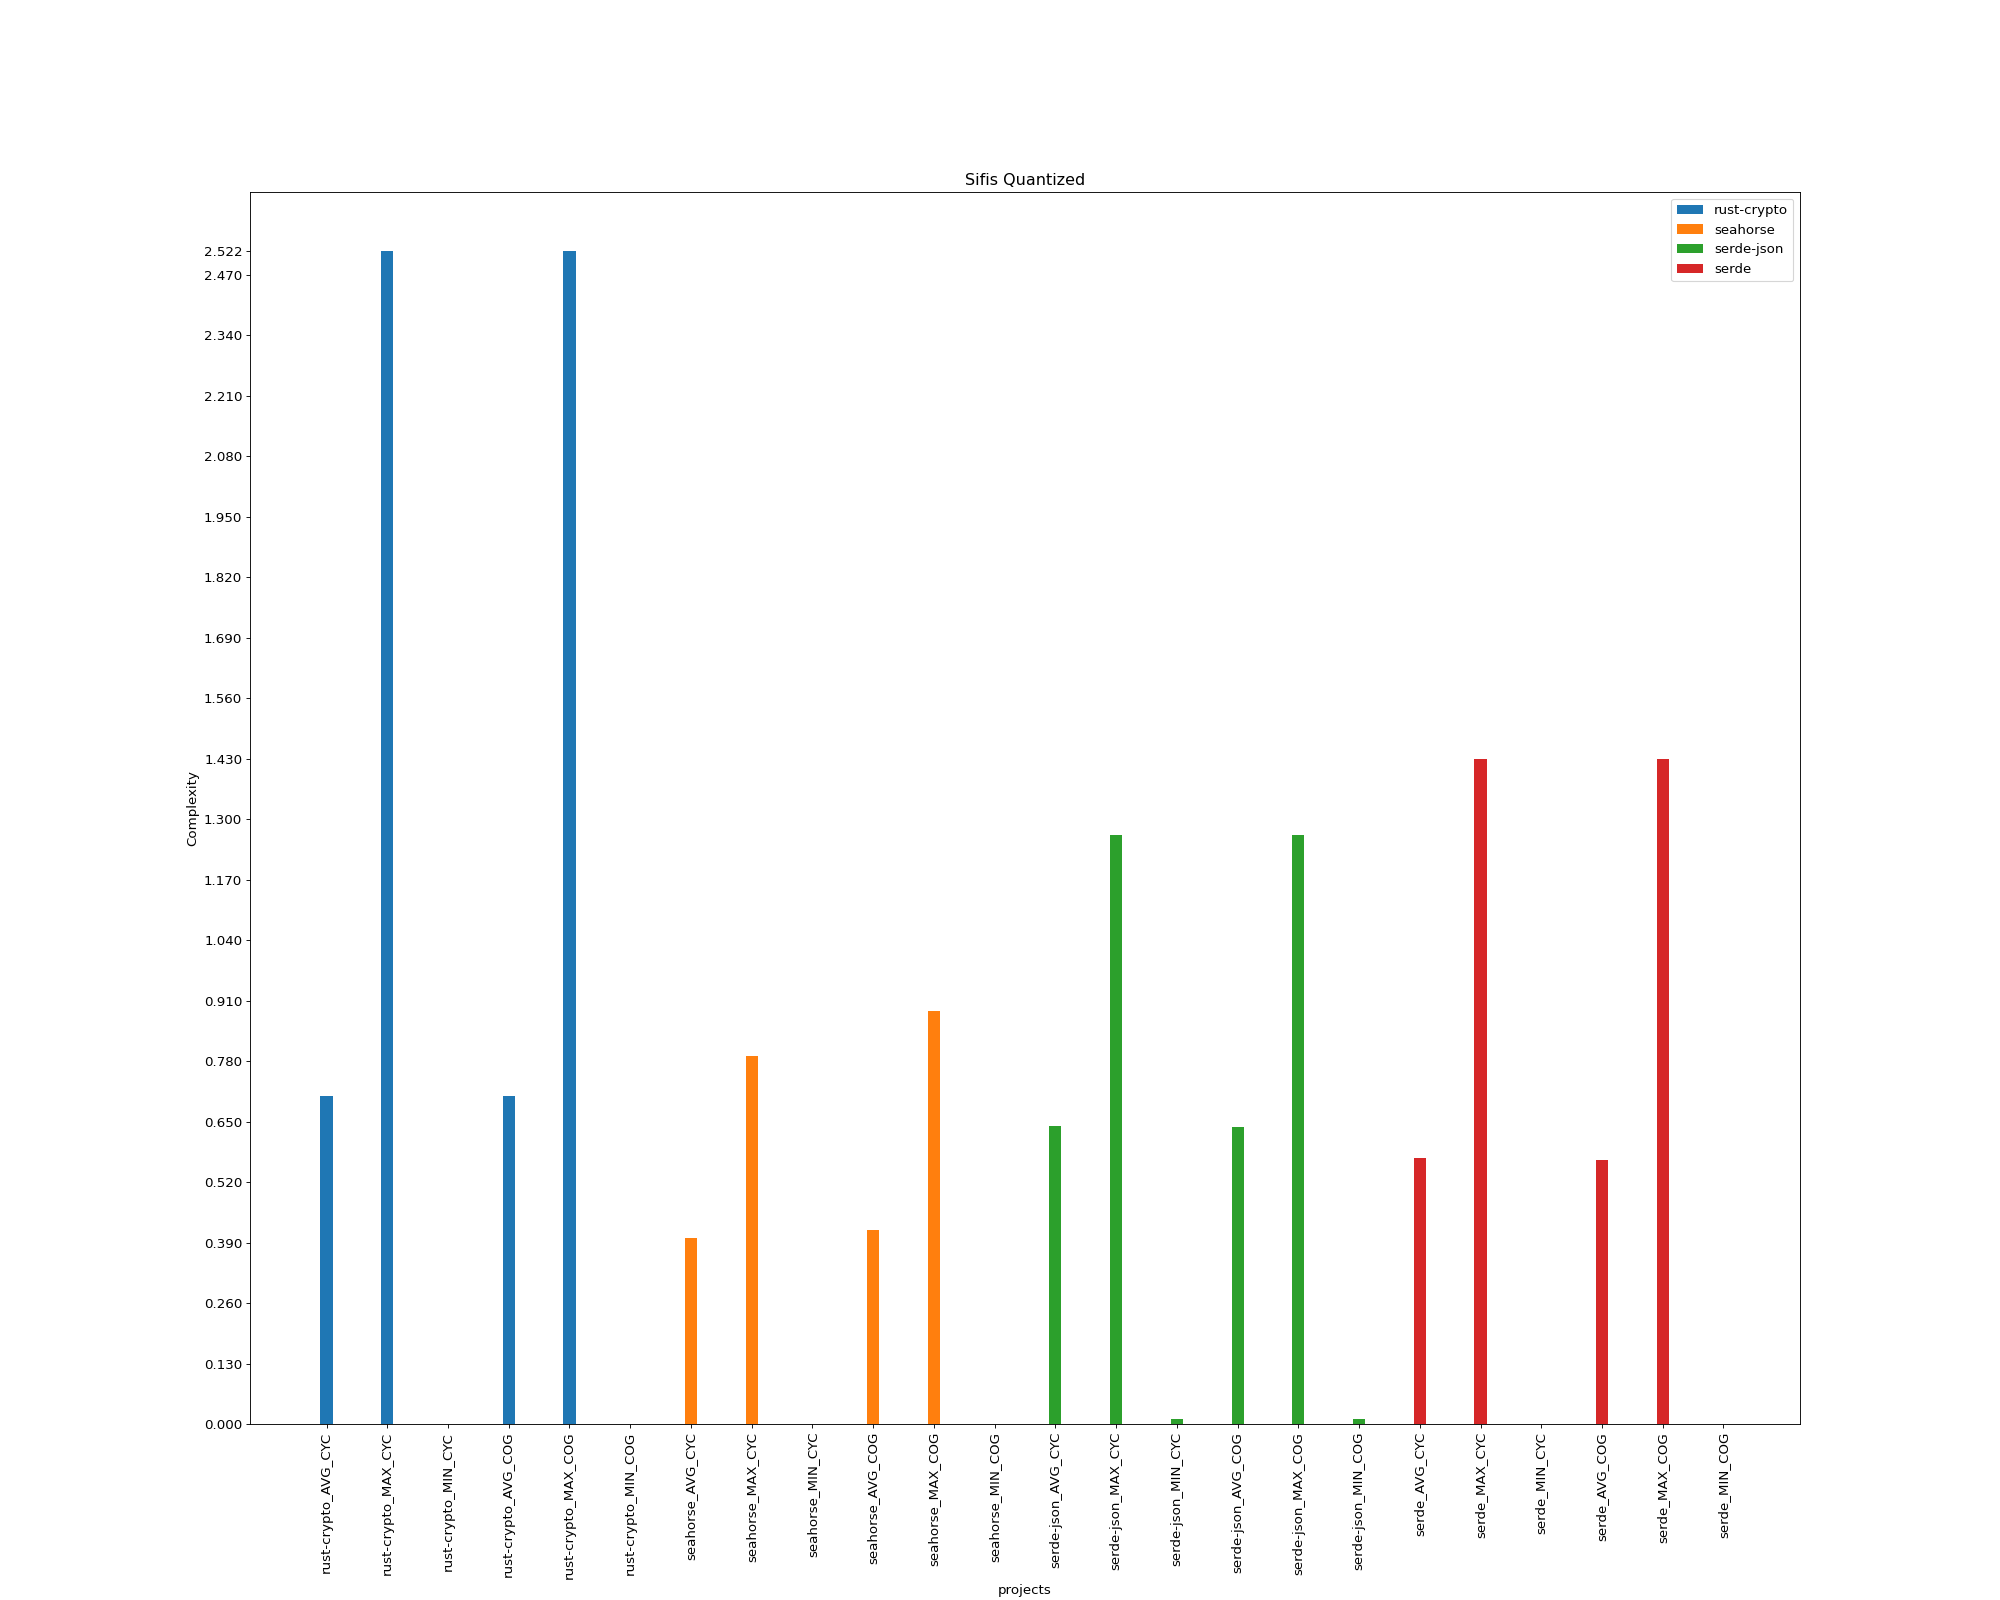 Sifis Quantized
rust-crypto
seahorse
serde-json
serde
2.522
2.470
2.340
2.210
2.080
1.950
1.820
1.690
1.560
1.430
1.300
1.170
1.040
0.910
0.780
0.650
0.520
0.390
0.260
0.130
0.000
Complexity
rust-crypto_AVG_CYC
rust-crypto_MAX_CYC
rust-crypto_MIN_CYC
rust-crypto_AVG_COG
rust-crypto_MAX_COG
rust-crypto_MIN_COG
seahorse_AVG_CYC
seahorse_MAX_CYC
seahorse_MIN_CYC
seahorse_AVG_COG
seahorse_MAX_COG
seahorse_MIN_COG
serde-json_AVG_CYC
serde-json_MAX_CYC
serde-json_MIN_CYC
serde-json_AVG_COG
serde-json_MAX_COG
serde-json_MIN_COG
serde_AVG_CYC
serde_MAX_CYC
serde_MIN_CYC
serde_AVG_COG
serde_MAX_COG
serde_MIN_COG
projects